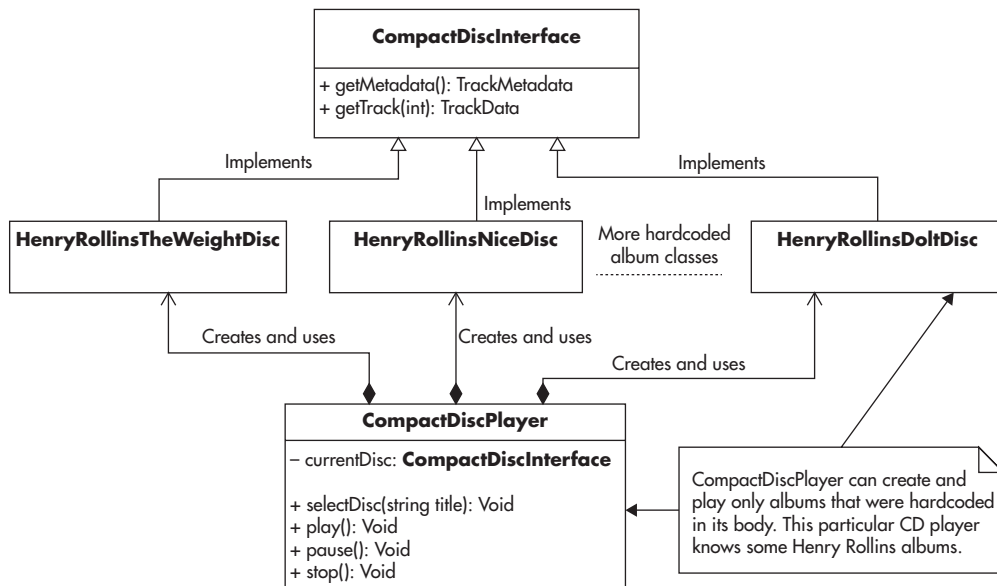 CompactDiscInterface
+ getMetadata(): TrackMetadata
+ getTrack(int): TrackData
Implements
Implements
Implements
HenryRollinsTheWeightDisc
HenryRollinsNiceDisc
More hardcoded
album classes
HenryRollinsDoItDisc
Creates and uses
Creates and uses
Creates and uses
CompactDiscPlayer
– currentDisc: CompactDiscInterface
+ selectDisc(string title): Void
+ play(): Void
+ pause(): Void
+ stop(): Void
CompactDiscPlayer can create and
play only albums that were hardcoded
in its body. This particular CD player
knows some Henry Rollins albums.